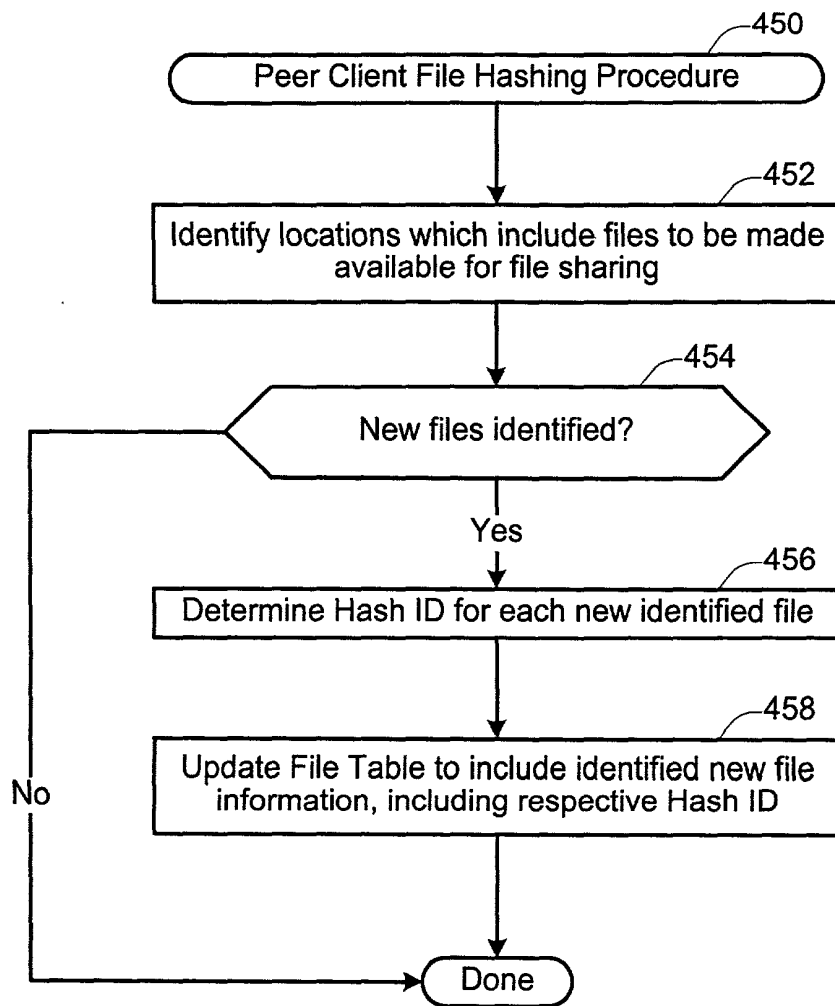 450
Peer Client File Hashing Procedure
452
Identify locations which include files to be made
available for file sharing
454
New files identified?
Yes
456
Determine Hash ID for each new identified file
458
Update File Table to include identified new file
information, including respective Hash ID
No
Done